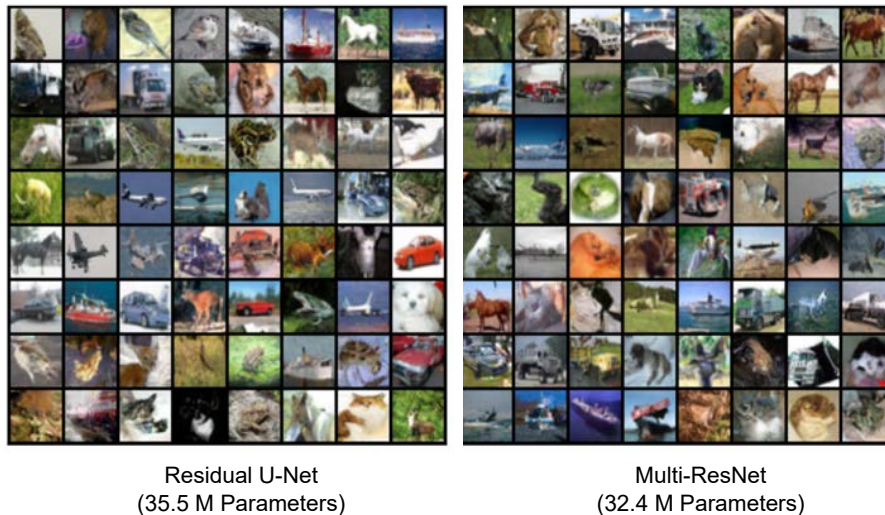 Residual U-Net
(35.5 M Parameters)
Multi-ResNet
(32.4 M Parameters)